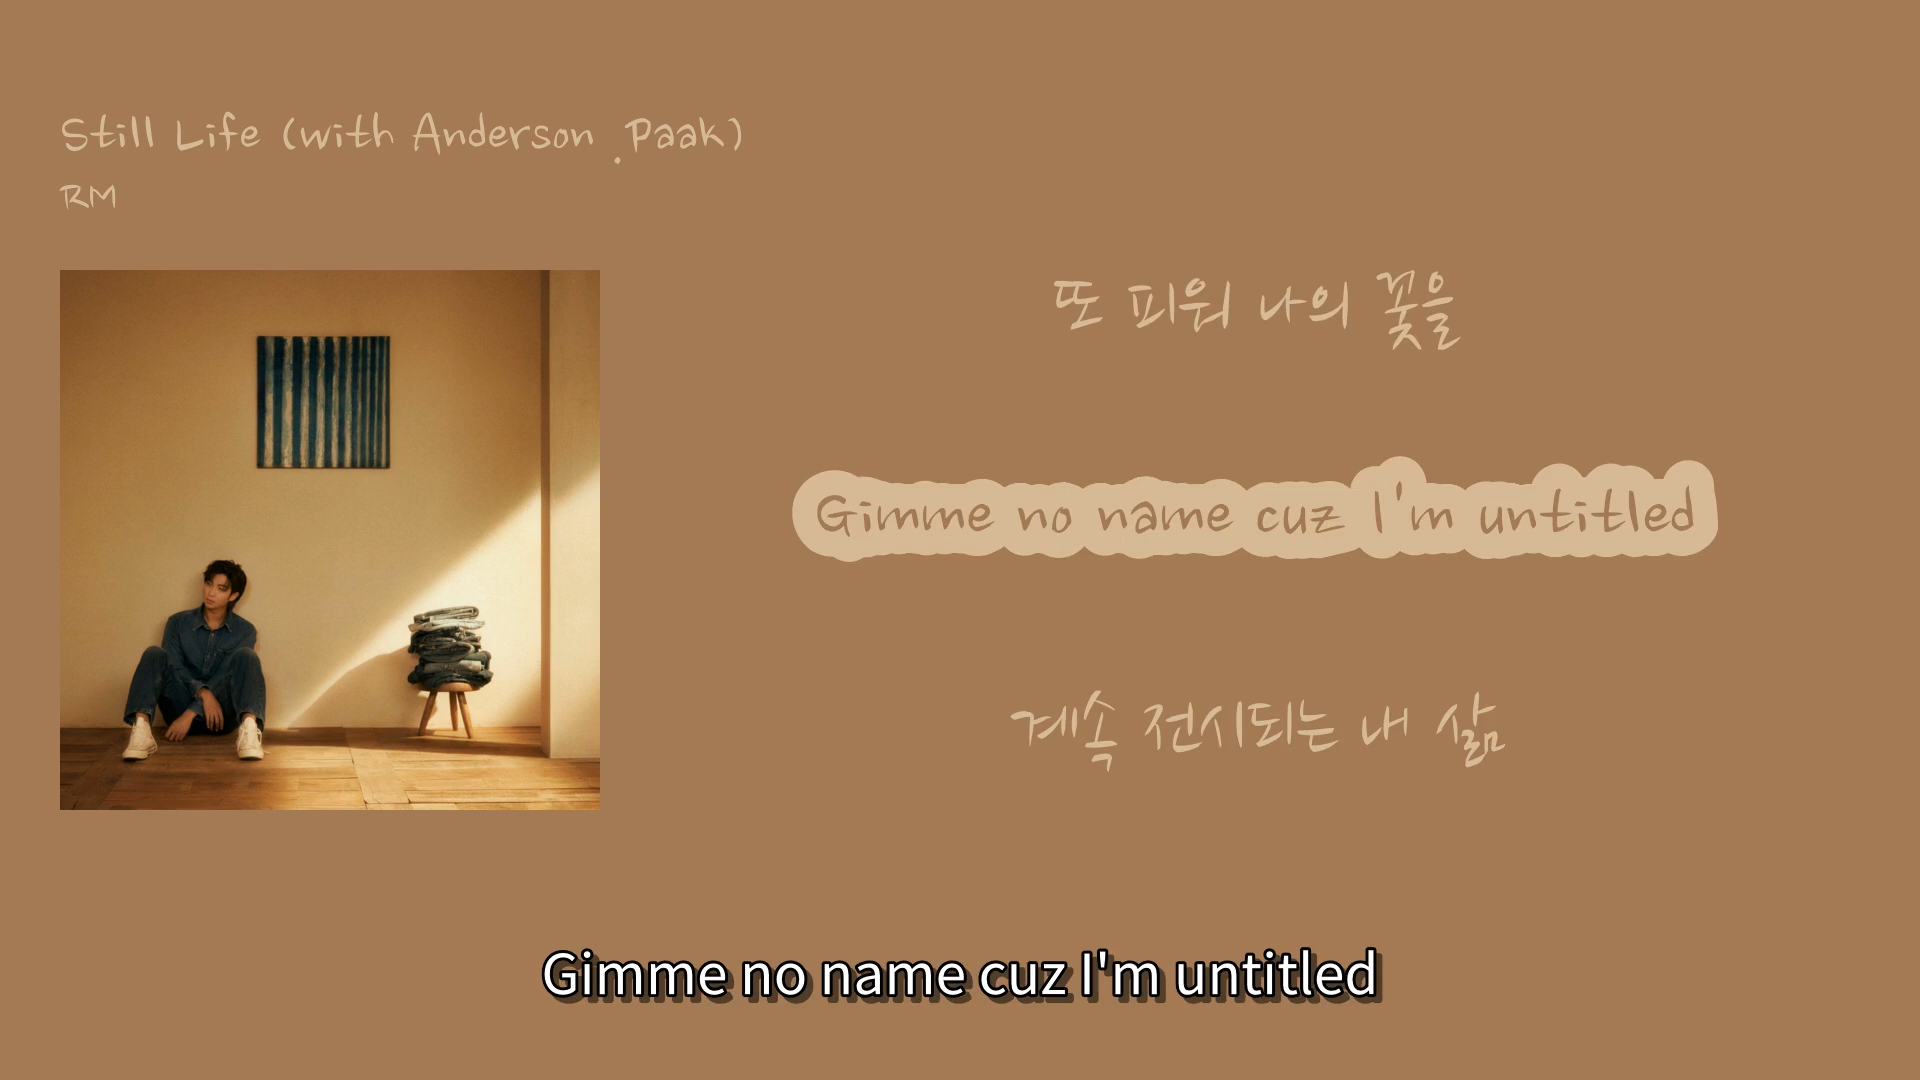 Still Life (with Anderson .Paak)
RM
또 피워 나의 꽃을
Gimme no name cuz I'm untitled
계속 전시되는 내 삶
Gimme no name cuz I'm untitled